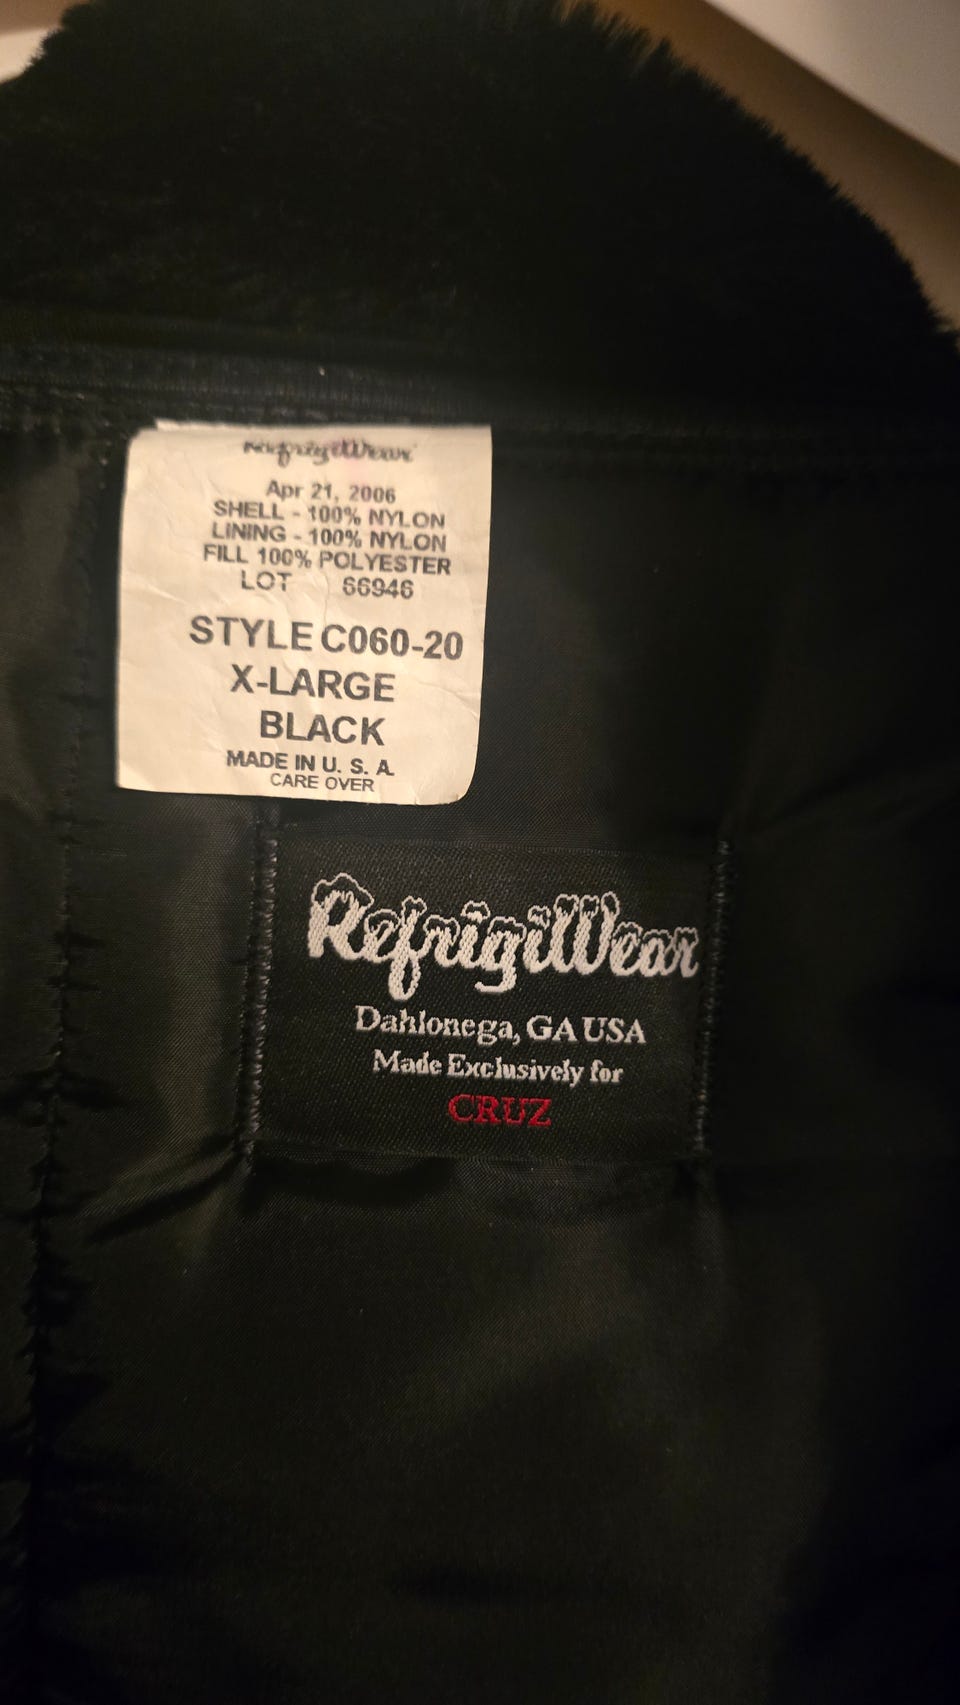 RefrigiWear
Apr 21, 2006
SHELL - 100% NYLON
LINING - 100% NYLON
FILL 100% POLYESTER
LOT 66946
STYLE C060-20
X-LARGE
BLACK
MADE IN U. S. A.
CARE OVER
RefrigiWear
Dahlonega, GA USA
Made Exclusively for
CRUZ